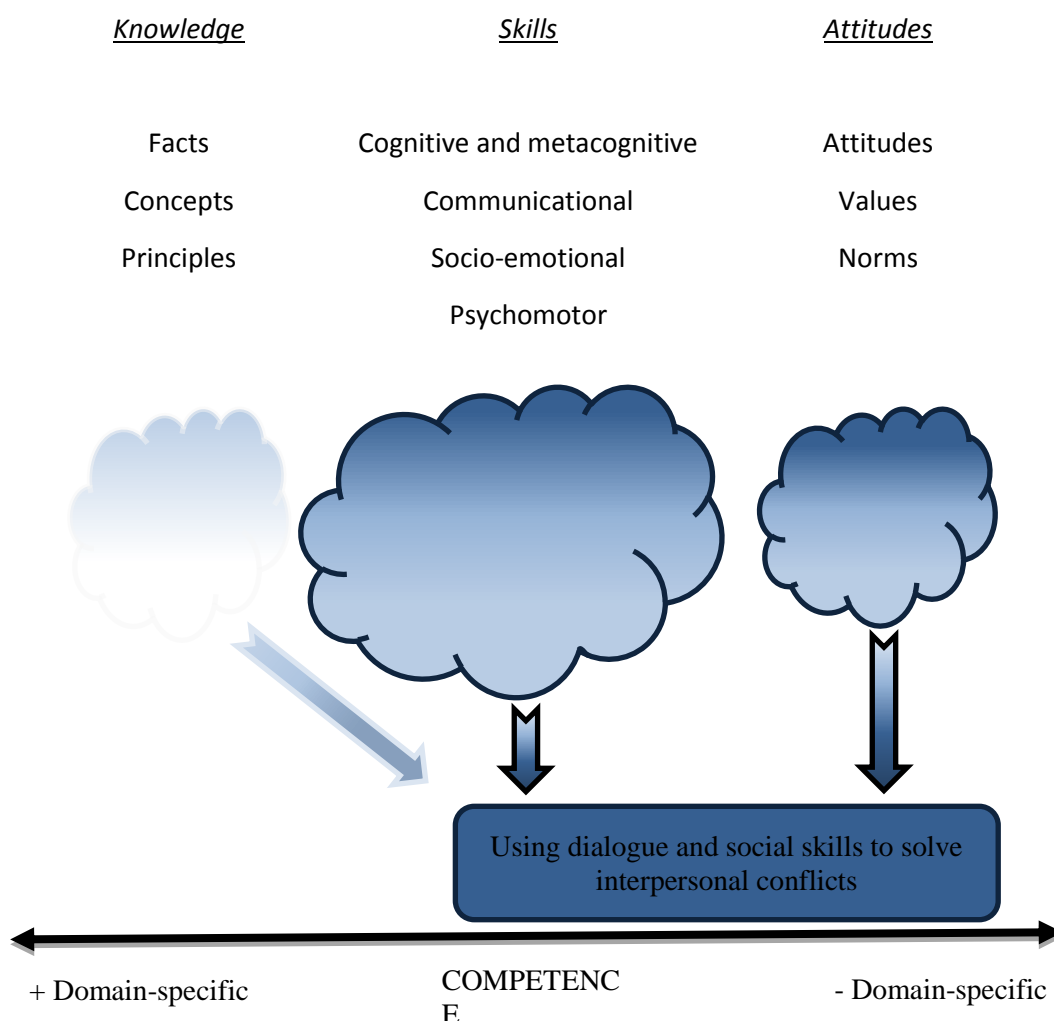 Knowledge Skills Attitudes
Facts Cognitive and metacognitive Attitudes
Concepts Communicational Values
Principles Socio-emotional Norms
Psychomotor
Using dialogue and social skills to solve
interpersonal conflicts
+ Domain-specific COMPETENC - Domain-specific
E